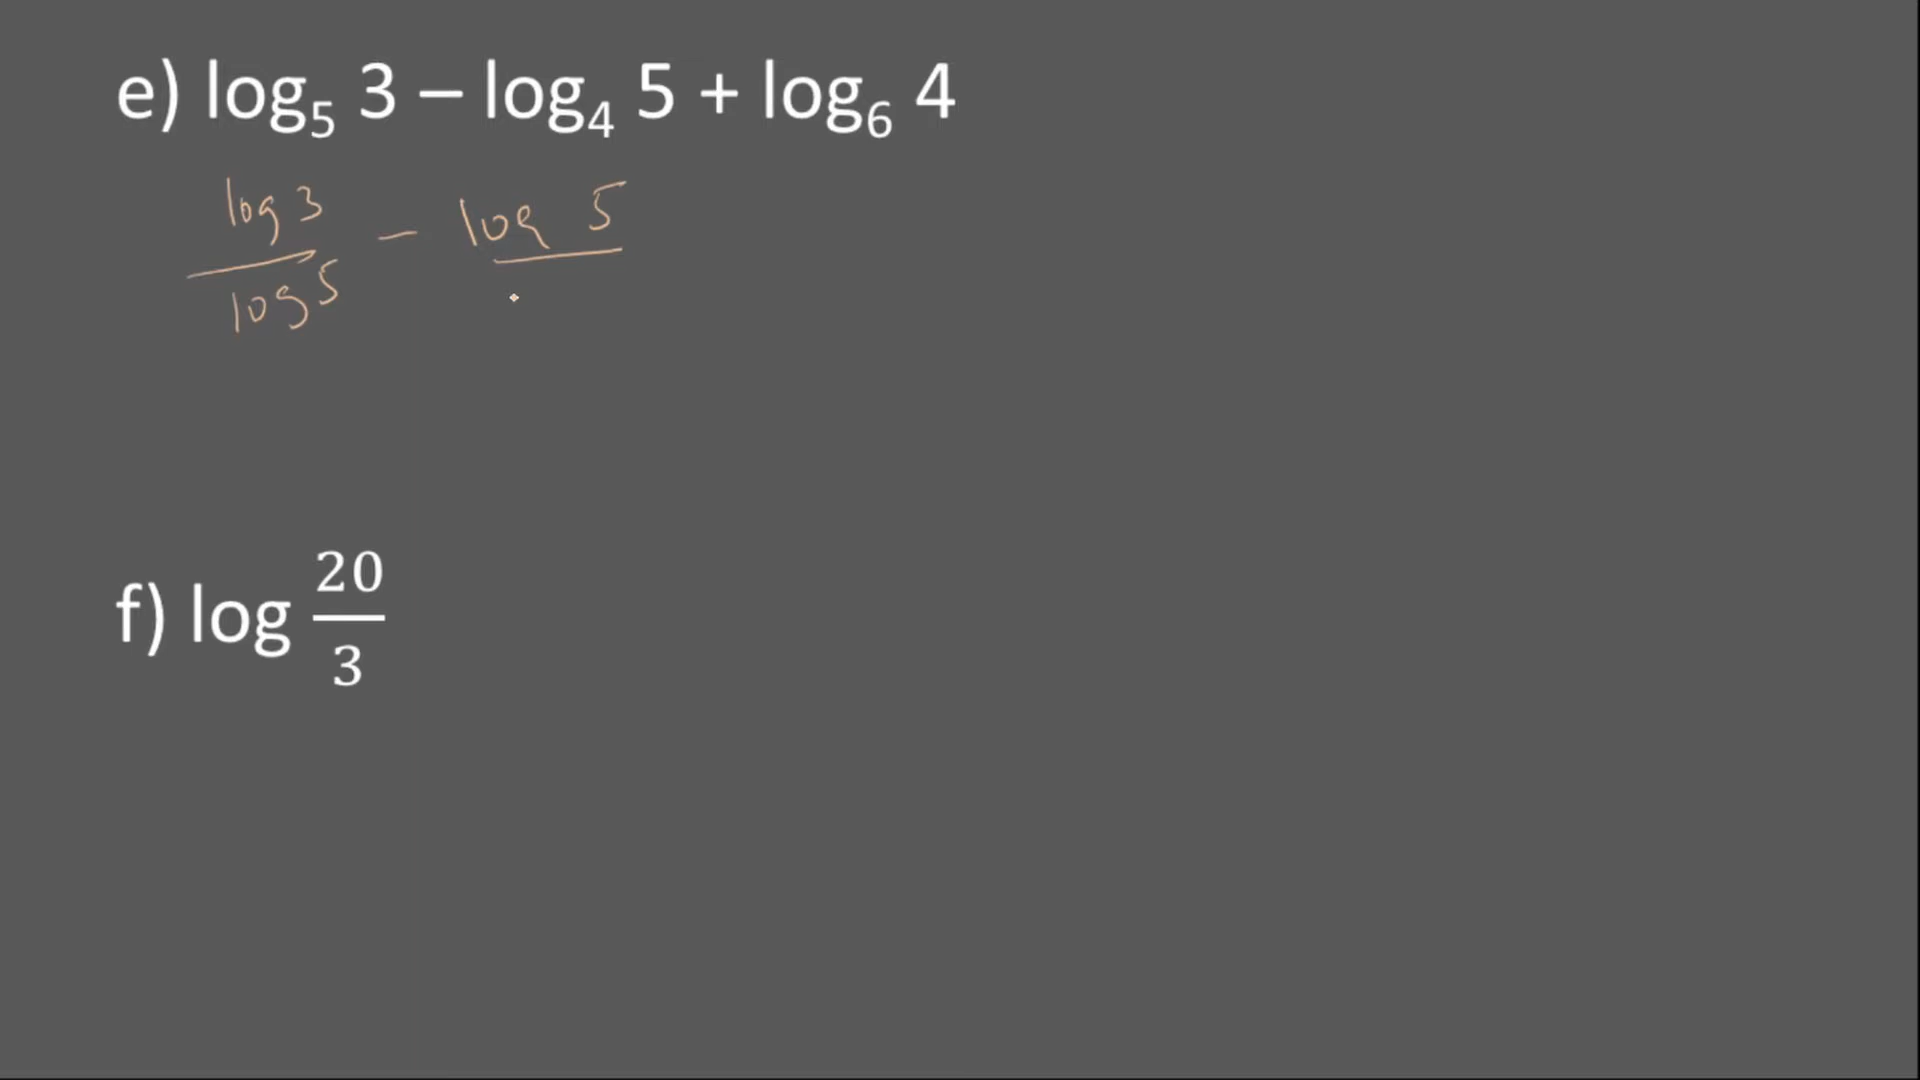 e) log₅ 3 – log₄ 5 + log₆ 4
log 3 – log 5
log 5
f) log 20
3